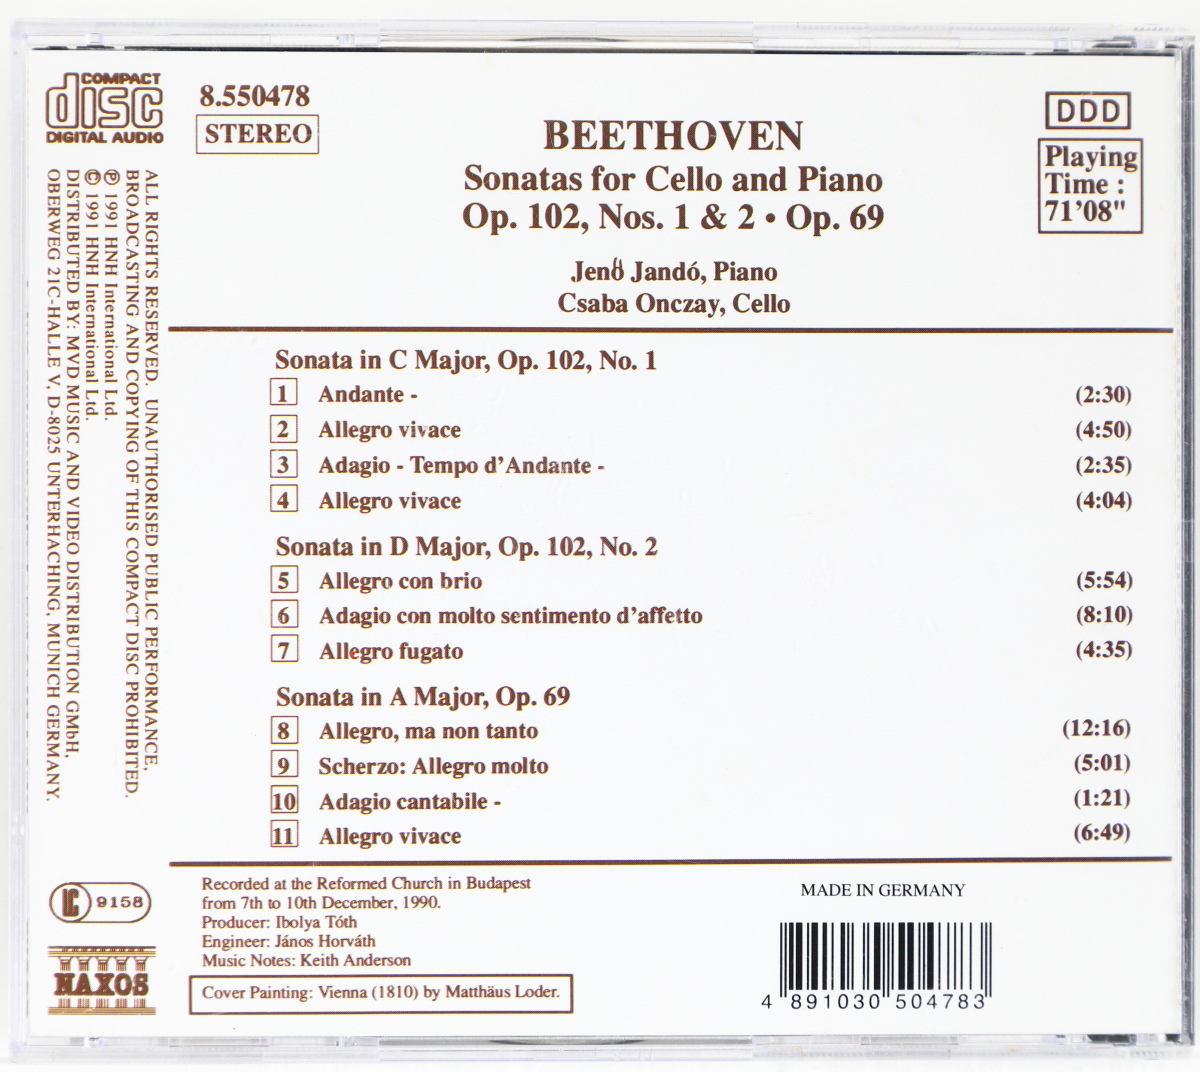 COMPACT
disc
DIGITAL AUDIO
8.550478
STEREO
DDD
Playing
Time :
71'08"
BEETHOVEN
Sonatas for Cello and Piano
Op. 102, Nos. 1 & 2 • Op. 69
Jenő Jandó, Piano
Csaba Onczay, Cello
Sonata in C Major, Op. 102, No. 1
1 Andante - (2:30)
2 Allegro vivace (4:50)
3 Adagio - Tempo d'Andante - (2:35)
4 Allegro vivace (4:04)
Sonata in D Major, Op. 102, No. 2
5 Allegro con brio (5:54)
6 Adagio con molto sentimento d'affetto (8:10)
7 Allegro fugato (4:35)
Sonata in A Major, Op. 69
8 Allegro, ma non tanto (12:16)
9 Scherzo: Allegro molto (5:01)
10 Adagio cantabile - (1:21)
11 Allegro vivace (6:49)
ALL RIGHTS RESERVED. UNAUTHORISED PUBLIC PERFORMANCE,
BROADCASTING AND COPYING OF THIS COMPACT DISC PROHIBITED.
℗ 1991 HNH International Ltd.
© 1991 HNH International Ltd.
DISTRIBUTED BY: MVD MUSIC AND VIDEO DISTRIBUTION GMbH,
OBERWEG 21C-HALLE V, D-8025 UNTERHACHING, MUNICH GERMANY.
LC 9158
NAXOS
Recorded at the Reformed Church in Budapest
from 7th to 10th December, 1990.
Producer: Ibolya Tóth
Engineer: János Horváth
Music Notes: Keith Anderson
Cover Painting: Vienna (1810) by Matthäus Loder.
MADE IN GERMANY
4 891030 504783